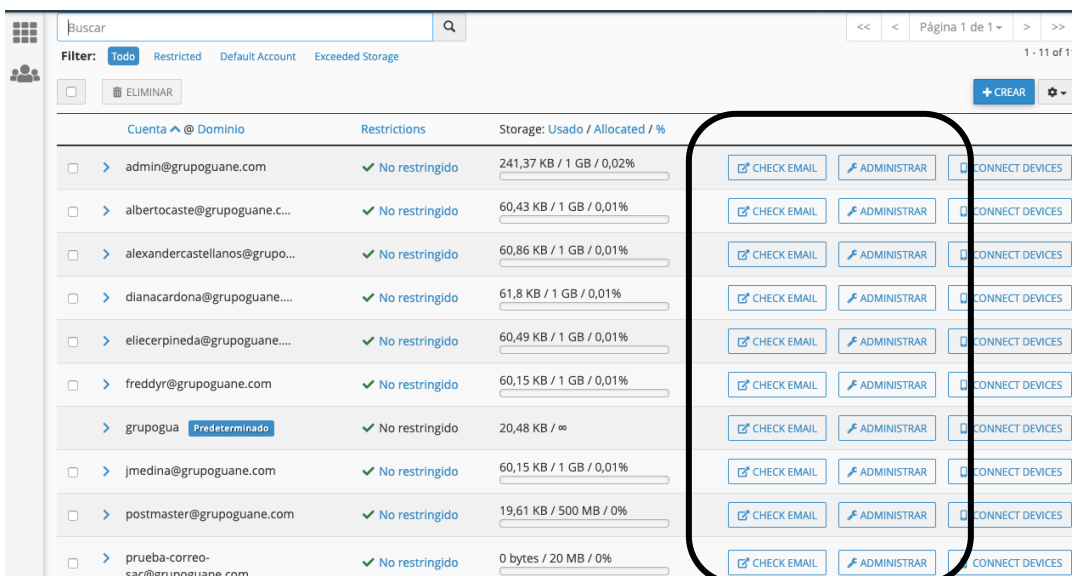 Buscar
<< < Página 1 de 1 > >>
Filter: Todo Restricted Default Account Exceeded Storage
1 - 11 of 11
ELIMINAR
+ CREAR
Cuenta @ Dominio Restrictions Storage: Usado / Allocated / %
admin@grupoguane.com No restringido 241,37 KB / 1 GB / 0,02% CHECK EMAIL ADMINISTRAR CONNECT DEVICES
albertocaste@grupoguane.c... No restringido 60,43 KB / 1 GB / 0,01% CHECK EMAIL ADMINISTRAR CONNECT DEVICES
alexandercastellanos@grupo... No restringido 60,86 KB / 1 GB / 0,01% CHECK EMAIL ADMINISTRAR CONNECT DEVICES
dianacardona@grupoguane.... No restringido 61,8 KB / 1 GB / 0,01% CHECK EMAIL ADMINISTRAR CONNECT DEVICES
eliecerpineda@grupoguane.... No restringido 60,49 KB / 1 GB / 0,01% CHECK EMAIL ADMINISTRAR CONNECT DEVICES
freddyr@grupoguane.com No restringido 60,15 KB / 1 GB / 0,01% CHECK EMAIL ADMINISTRAR CONNECT DEVICES
grupogua Predeterminado No restringido 20,48 KB / ∞ CHECK EMAIL ADMINISTRAR CONNECT DEVICES
jmedina@grupoguane.com No restringido 60,15 KB / 1 GB / 0,01% CHECK EMAIL ADMINISTRAR CONNECT DEVICES
postmaster@grupoguane.com No restringido 19,61 KB / 500 MB / 0% CHECK EMAIL ADMINISTRAR CONNECT DEVICES
prueba-correo- No restringido 0 bytes / 20 MB / 0% CHECK EMAIL ADMINISTRAR CONNECT DEVICES
sac@grupoguane.com